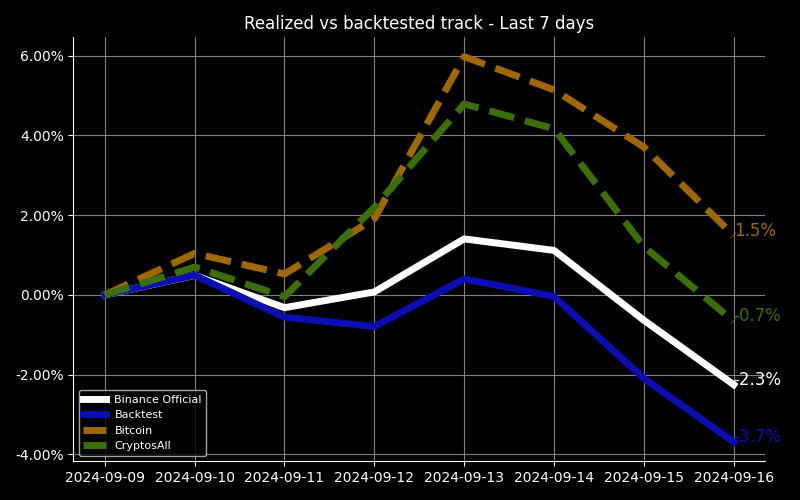 Realized vs backtested track - Last 7 days
6.00%
4.00%
2.00%
0.00%
-2.00%
-4.00%
1.5%
-0.7%
-2.3%
-3.7%
Binance Official
Backtest
Bitcoin
CryptosAll
2024-09-09 2024-09-10 2024-09-11 2024-09-12 2024-09-13 2024-09-14 2024-09-15 2024-09-16